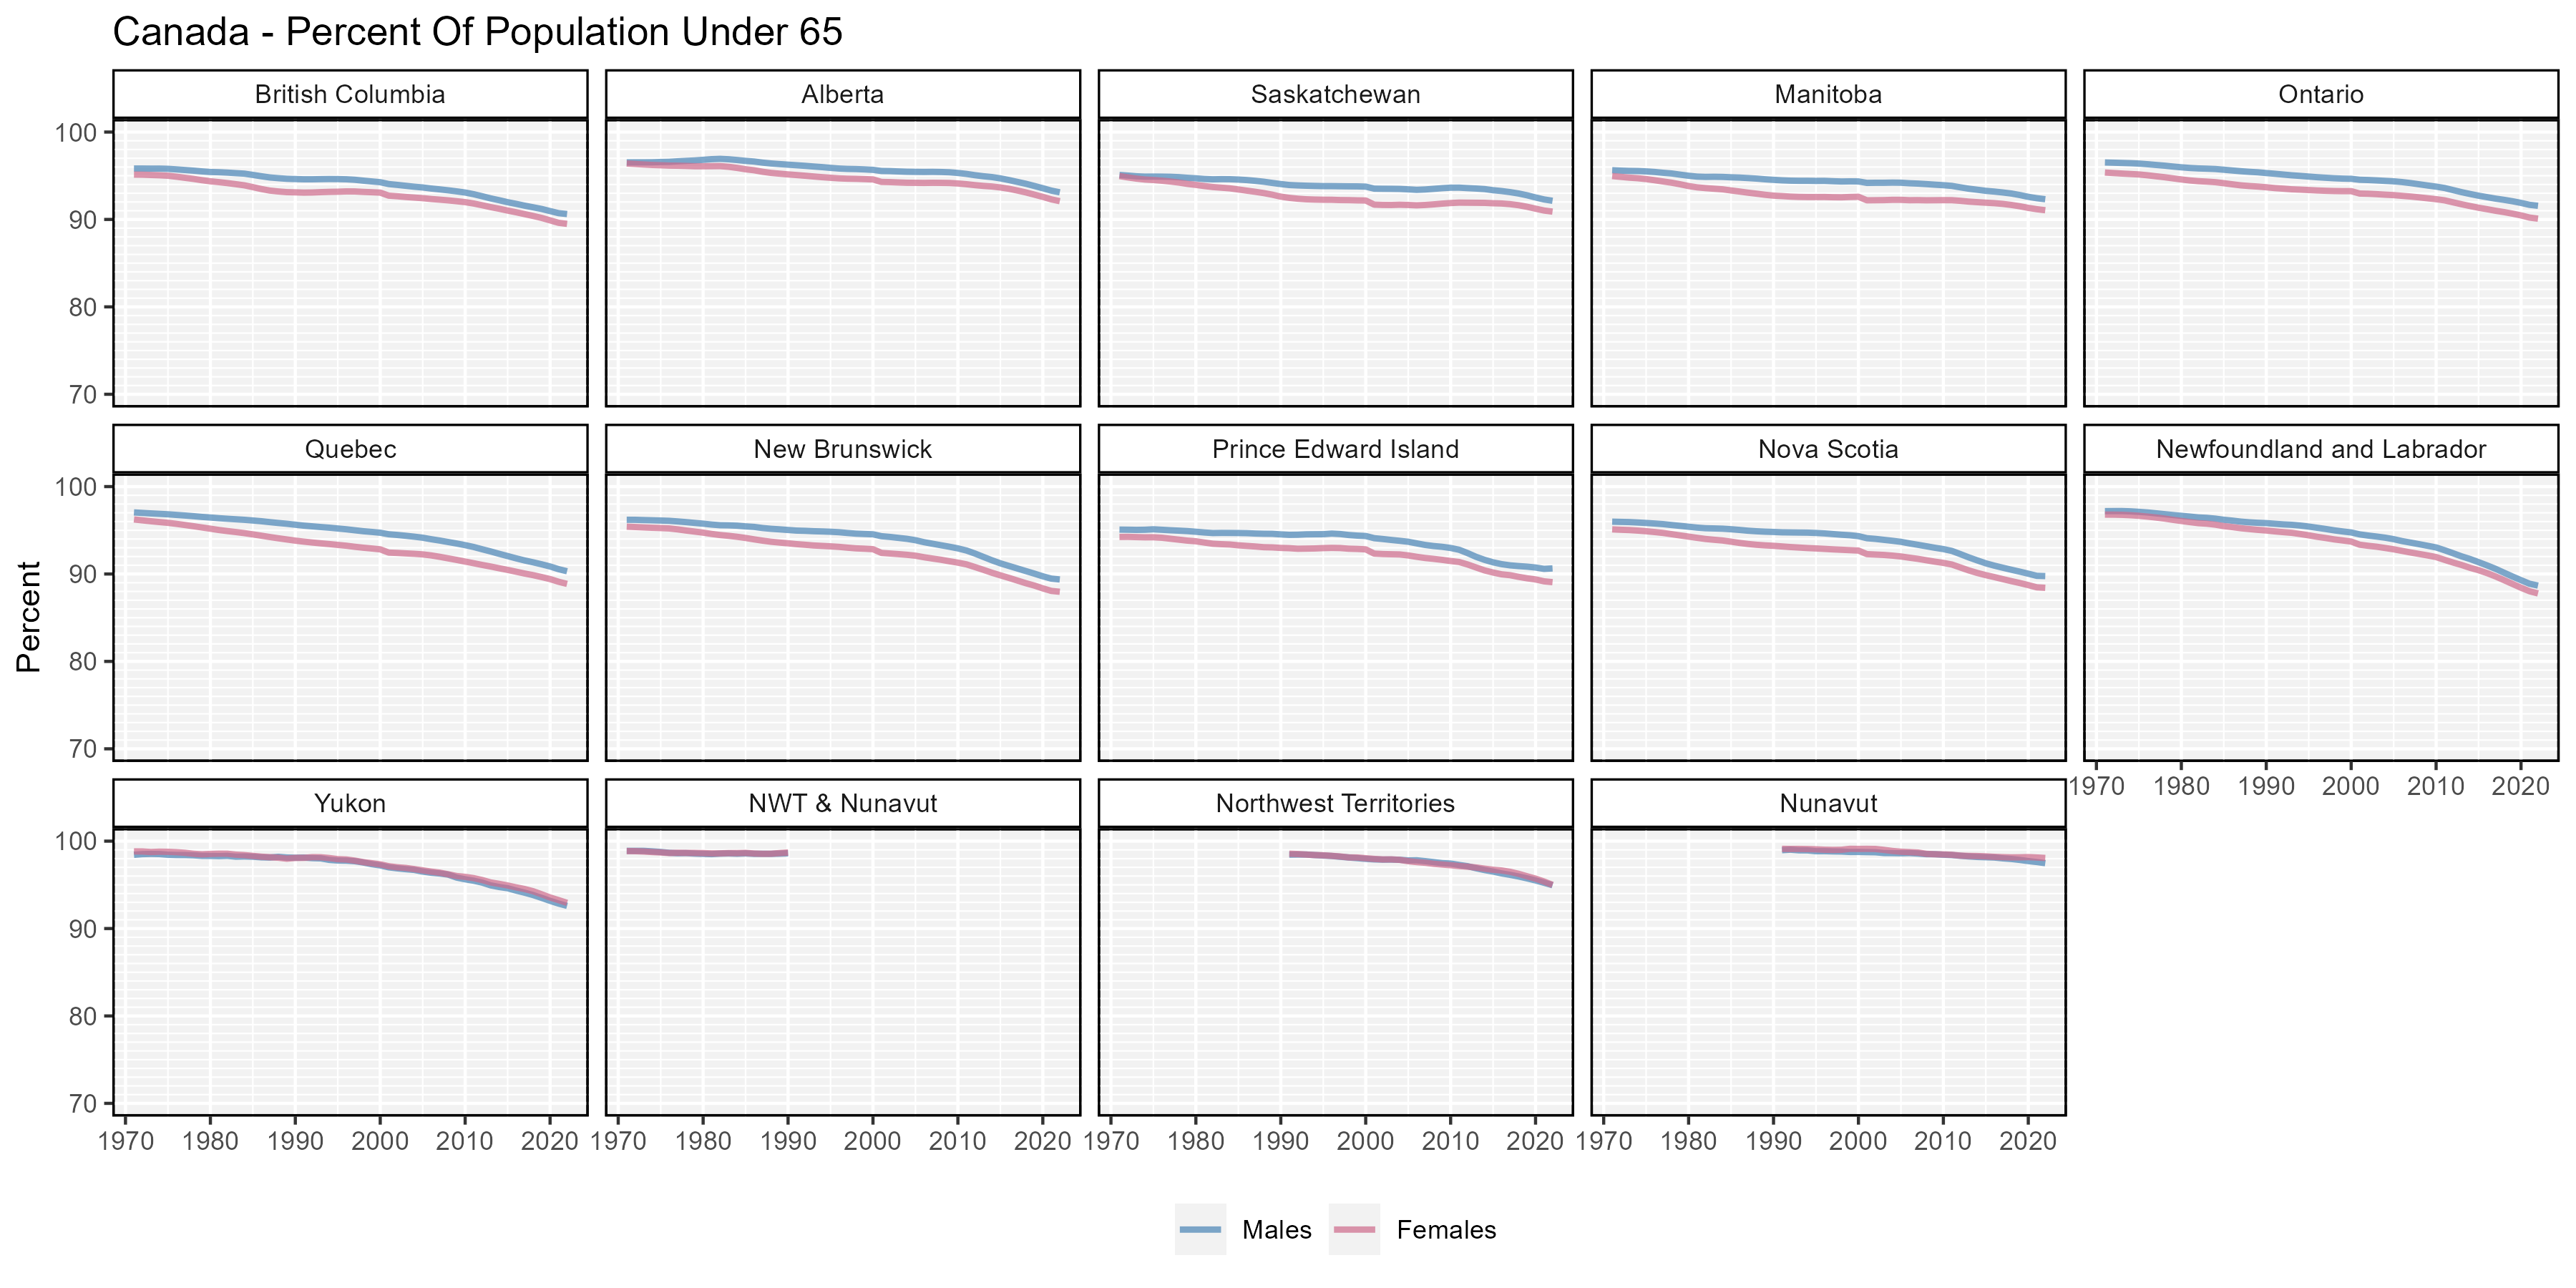 Canada - Percent Of Population Under 65
British Columbia
Alberta
Saskatchewan
Manitoba
Ontario
100
90
80
70
Quebec
New Brunswick
Prince Edward Island
Nova Scotia
Newfoundland and Labrador
100
90
80
70
1970 1980 1990 2000 2010 2020
Percent
Yukon
NWT & Nunavut
Northwest Territories
Nunavut
100
90
80
70
1970 1980 1990 2000 2010 2020
1970 1980 1990 2000 2010 2020
1970 1980 1990 2000 2010 2020
1970 1980 1990 2000 2010 2020
Males Females